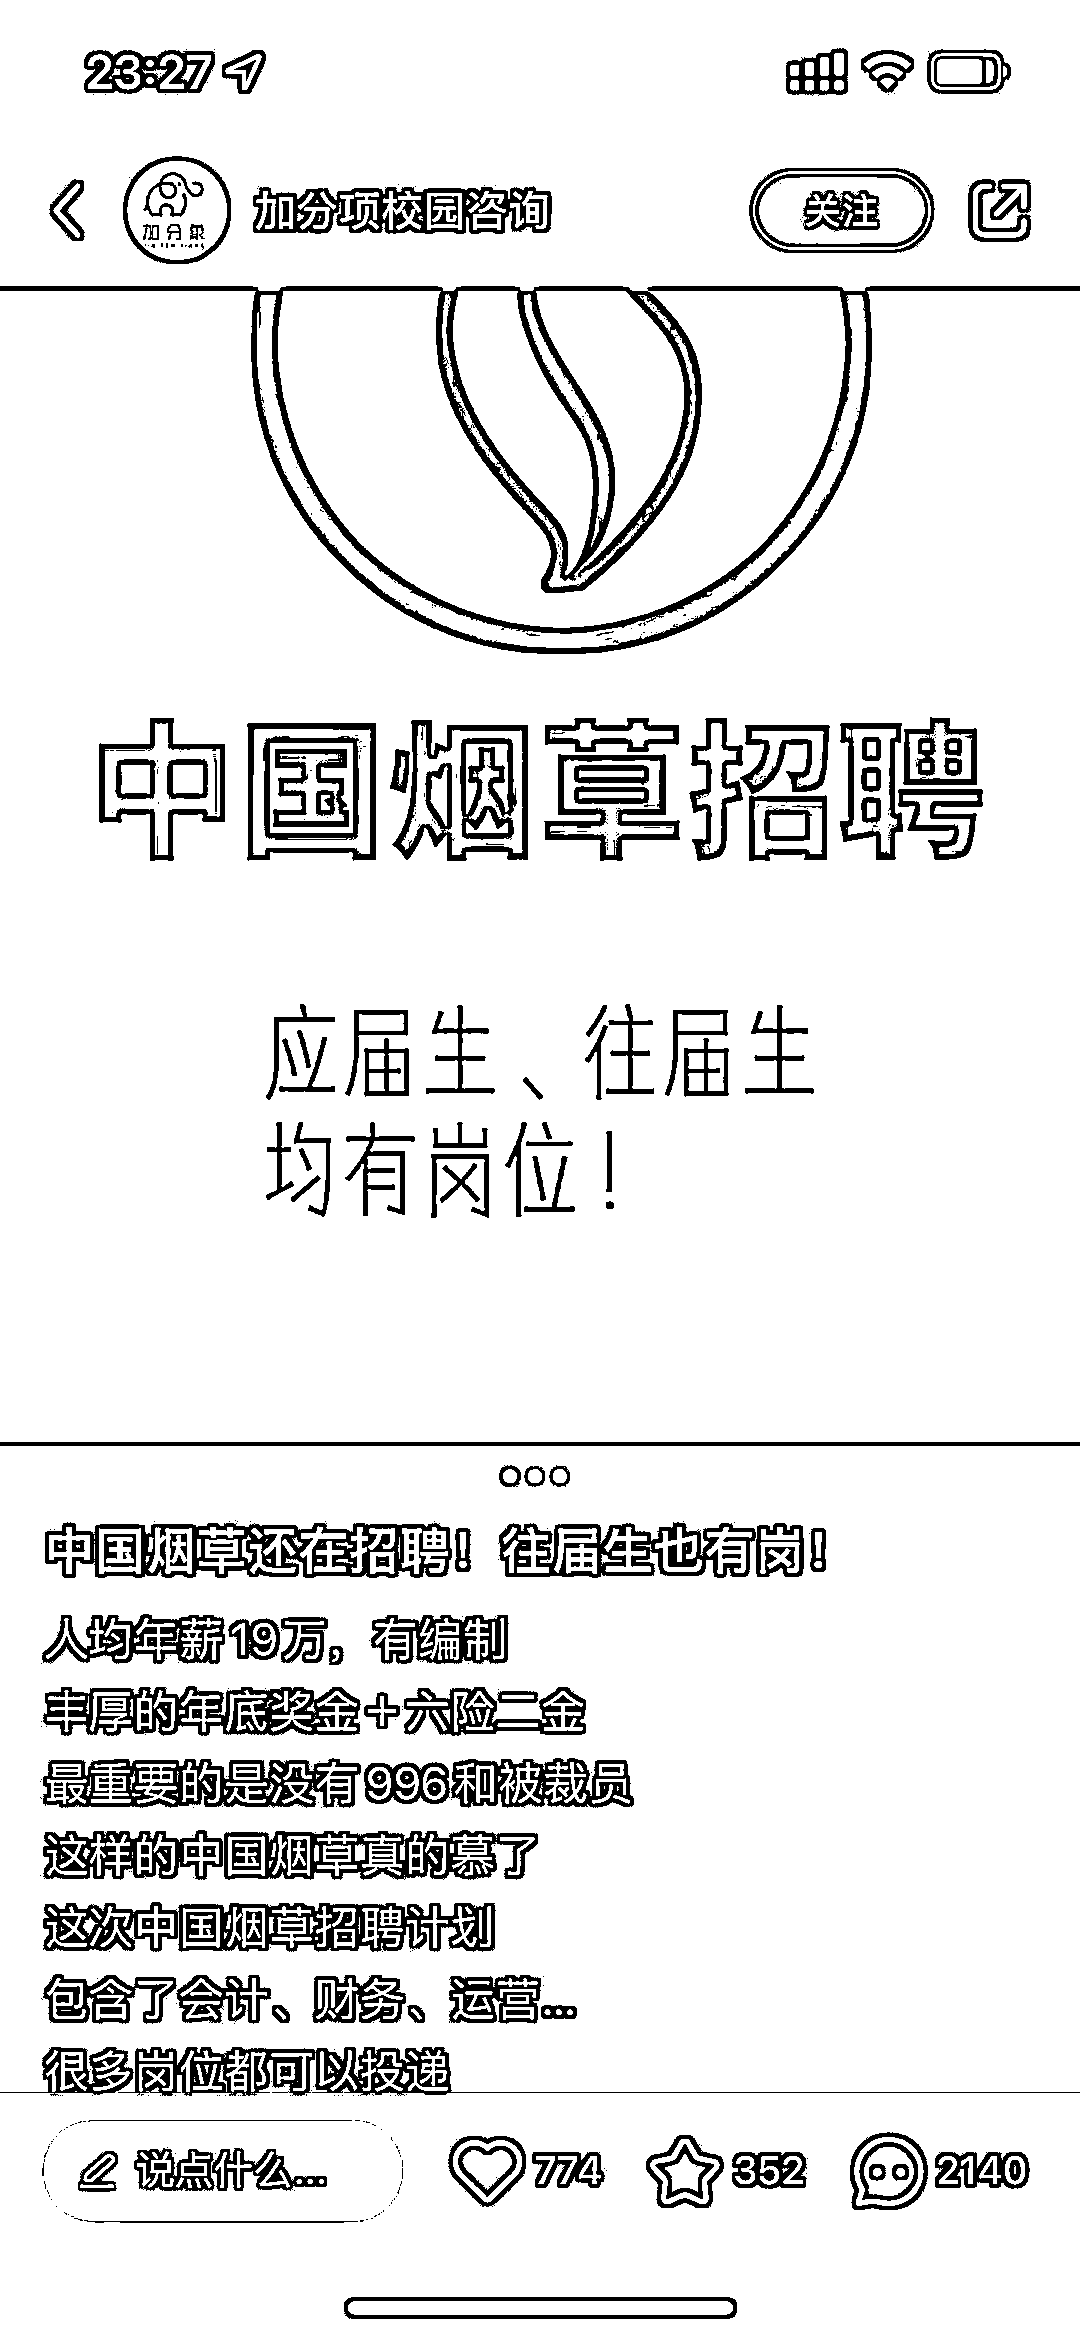 23:27
加分项校园咨询
关注
加分象
中国烟草招聘
应届生、往届生
均有岗位！
中国烟草还在招聘！往届生也有岗！
人均年薪19万，有编制
丰厚的年底奖金＋六险二金
最重要的是没有996和被裁员
这样的中国烟草真的慕了
这次中国烟草招聘计划
包含了会计、财务、运营...
很多岗位都可以投递
说点什么...
774
352
2140